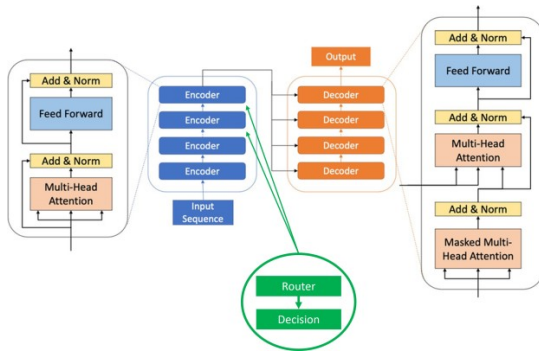 Add & Norm
Feed Forward
Add & Norm
Multi-Head
Attention
Encoder
Encoder
Encoder
Encoder
Input
Sequence
Output
Decoder
Decoder
Decoder
Decoder
Add & Norm
Feed Forward
Add & Norm
Multi-Head
Attention
Add & Norm
Masked Multi-
Head Attention
Router
Decision